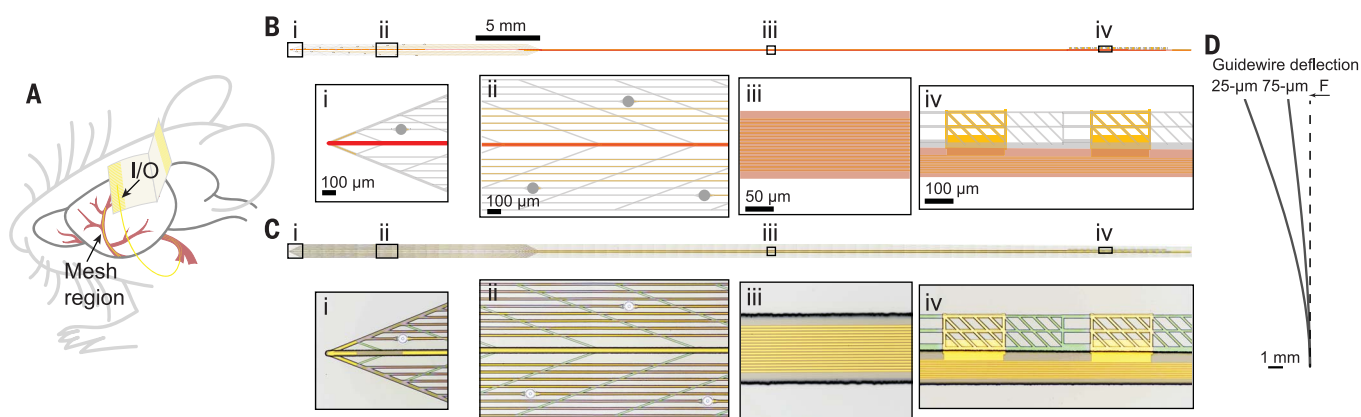 A
I/O
Mesh
region
B
i
ii
5 mm
iii
iv
i
100 µm
ii
100 µm
iii
50 µm
iv
100 µm
C
i
ii
iii
iv
i
ii
iii
iv
D
Guidewire deflection
25-µm 75-µm F
1 mm